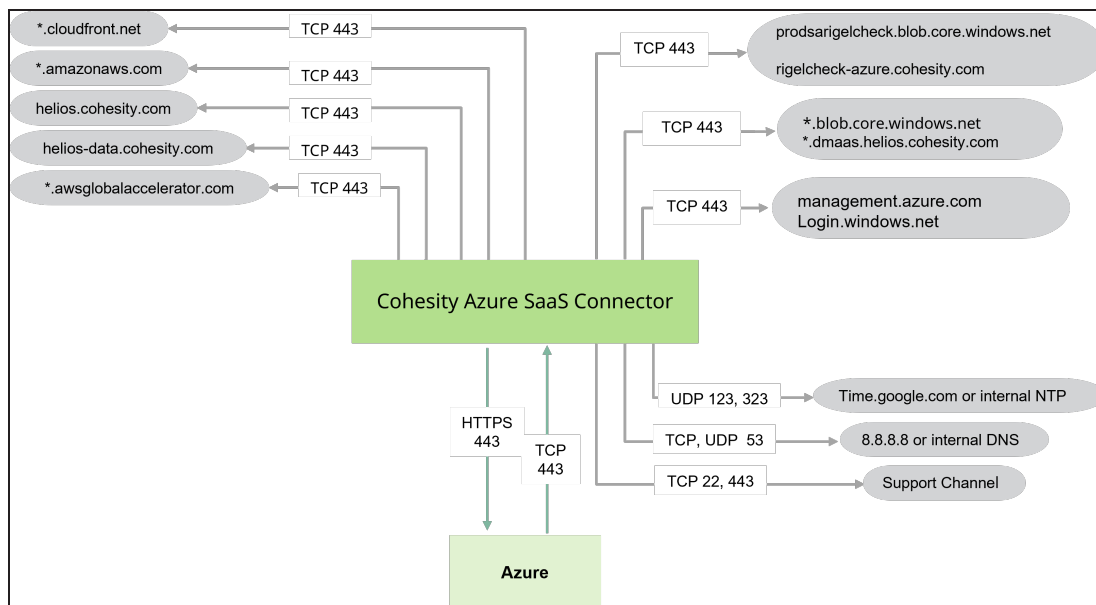 *.cloudfront.net
TCP 443
*.amazonaws.com
TCP 443
helios.cohesity.com
TCP 443
helios-data.cohesity.com
TCP 443
*.awsglobalaccelerator.com
TCP 443
TCP 443
prodsarigelcheck.blob.core.windows.net
rigelcheck-azure.cohesity.com
TCP 443
*.blob.core.windows.net
*.dmaas.helios.cohesity.com
TCP 443
management.azure.com
Login.windows.net
Cohesity Azure SaaS Connector
HTTPS
443
TCP
443
UDP 123, 323
Time.google.com or internal NTP
TCP, UDP 53
8.8.8.8 or internal DNS
TCP 22, 443
Support Channel
Azure